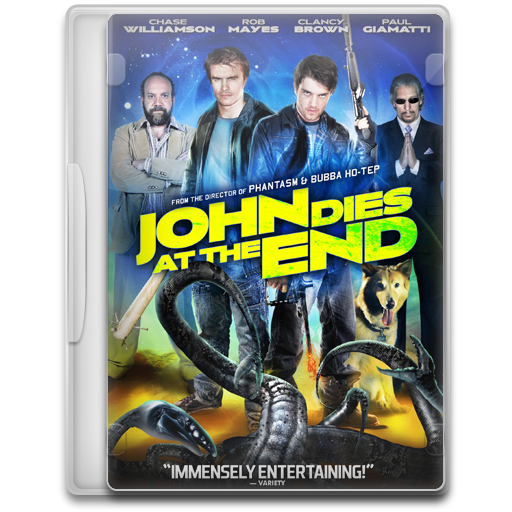 CHASE WILLIAMSON
ROB MAYES
CLANCY BROWN
PAUL GIAMATTI
FROM THE DIRECTOR OF PHANTASM & BUBBA HO-TEP
JOHN DIES
AT THE END
"IMMENSELY ENTERTAINING!"
— VARIETY